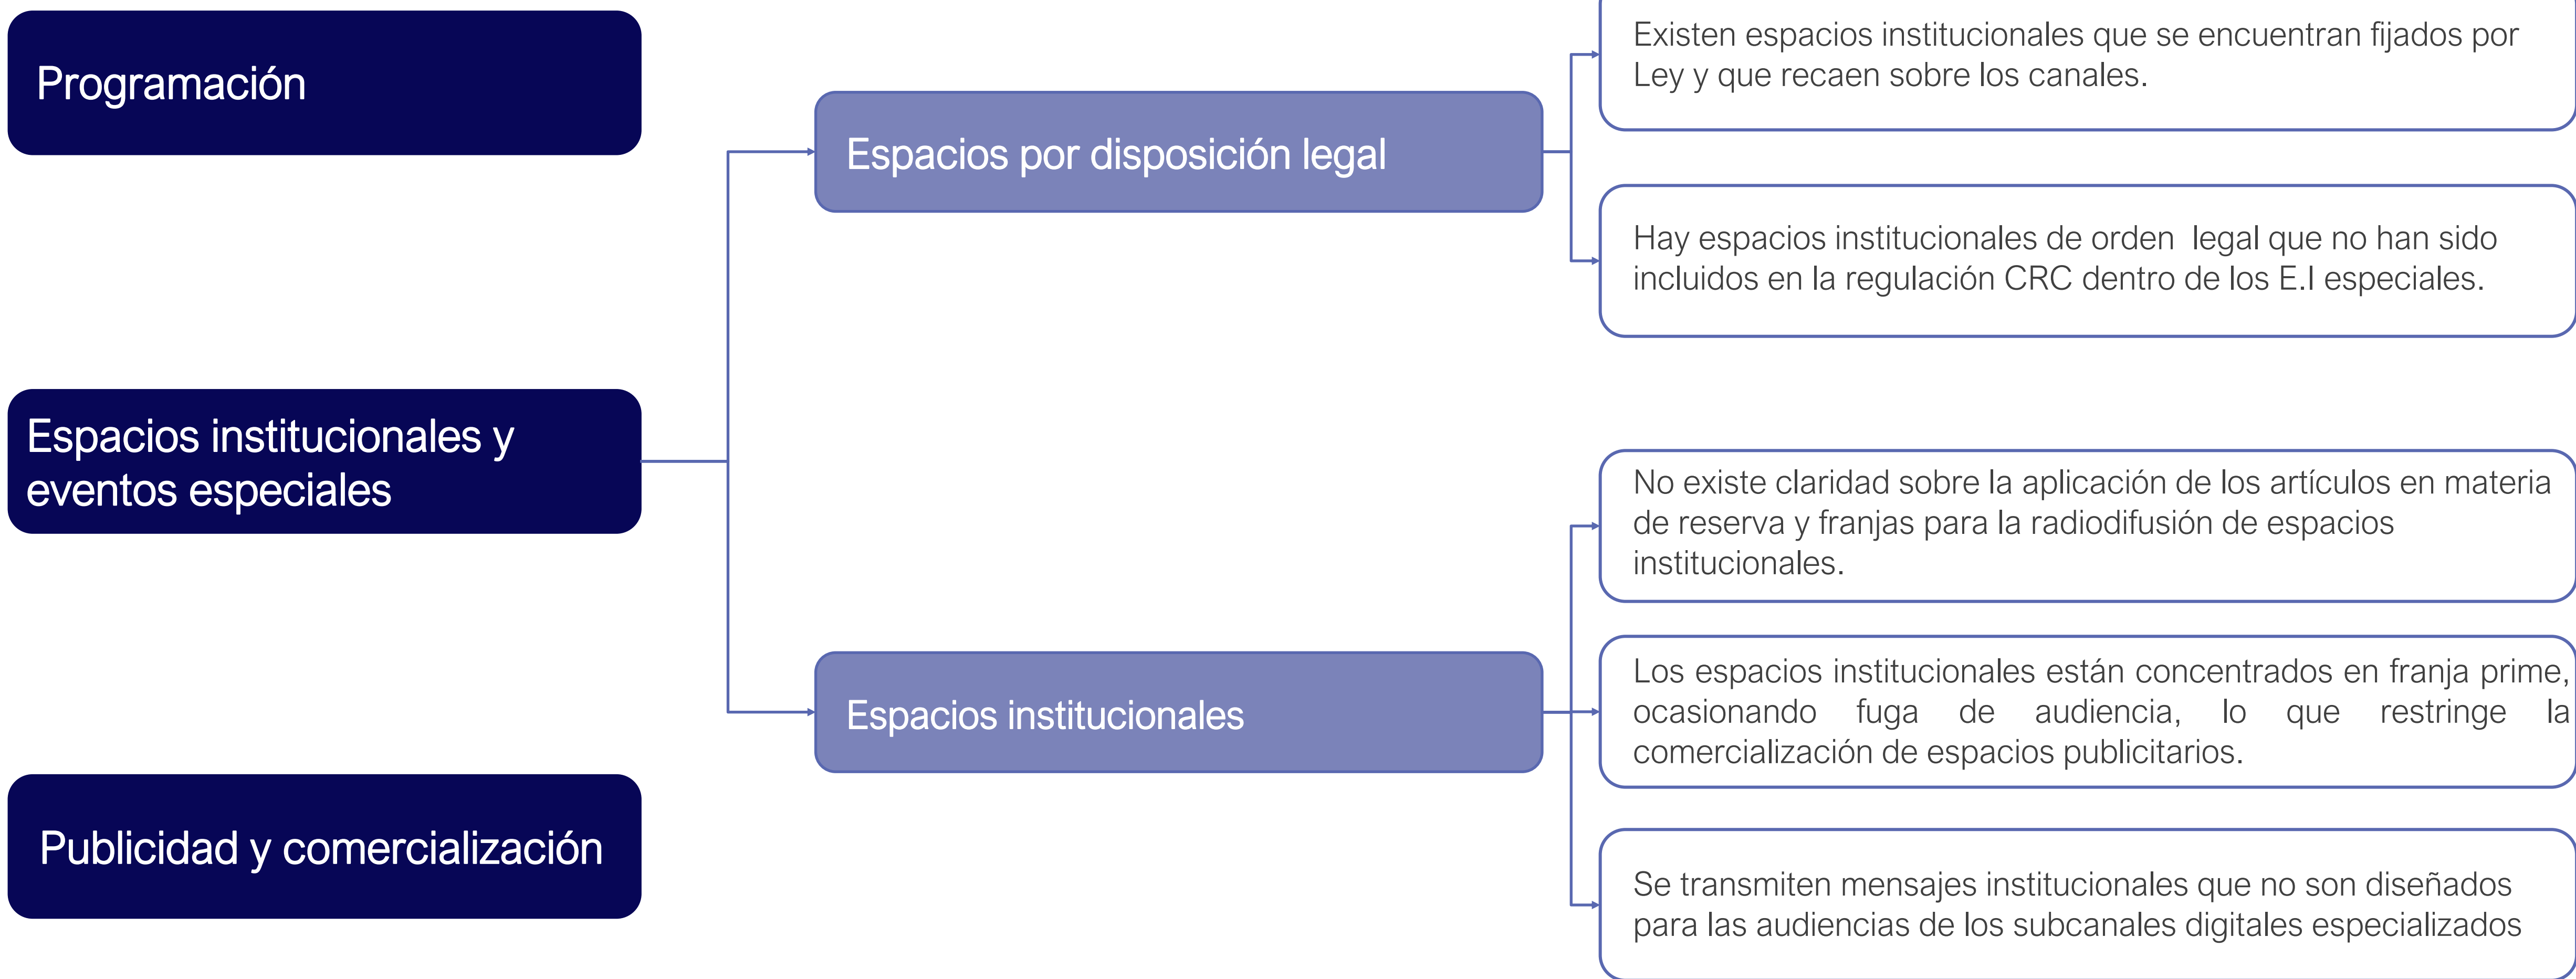 Programación
Espacios institucionales y
eventos especiales
Publicidad y comercialización
Espacios por disposición legal
Espacios institucionales
Existen espacios institucionales que se encuentran fijados por
Ley y que recaen sobre los canales.
Hay espacios institucionales de orden legal que no han sido
incluidos en la regulación CRC dentro de los E.I especiales.
No existe claridad sobre la aplicación de los artículos en materia
de reserva y franjas para la radiodifusión de espacios
institucionales.
Los espacios institucionales están concentrados en franja prime,
ocasionando fuga de audiencia, lo que restringe la
comercialización de espacios publicitarios.
Se transmiten mensajes institucionales que no son diseñados
para las audiencias de los subcanales digitales especializados